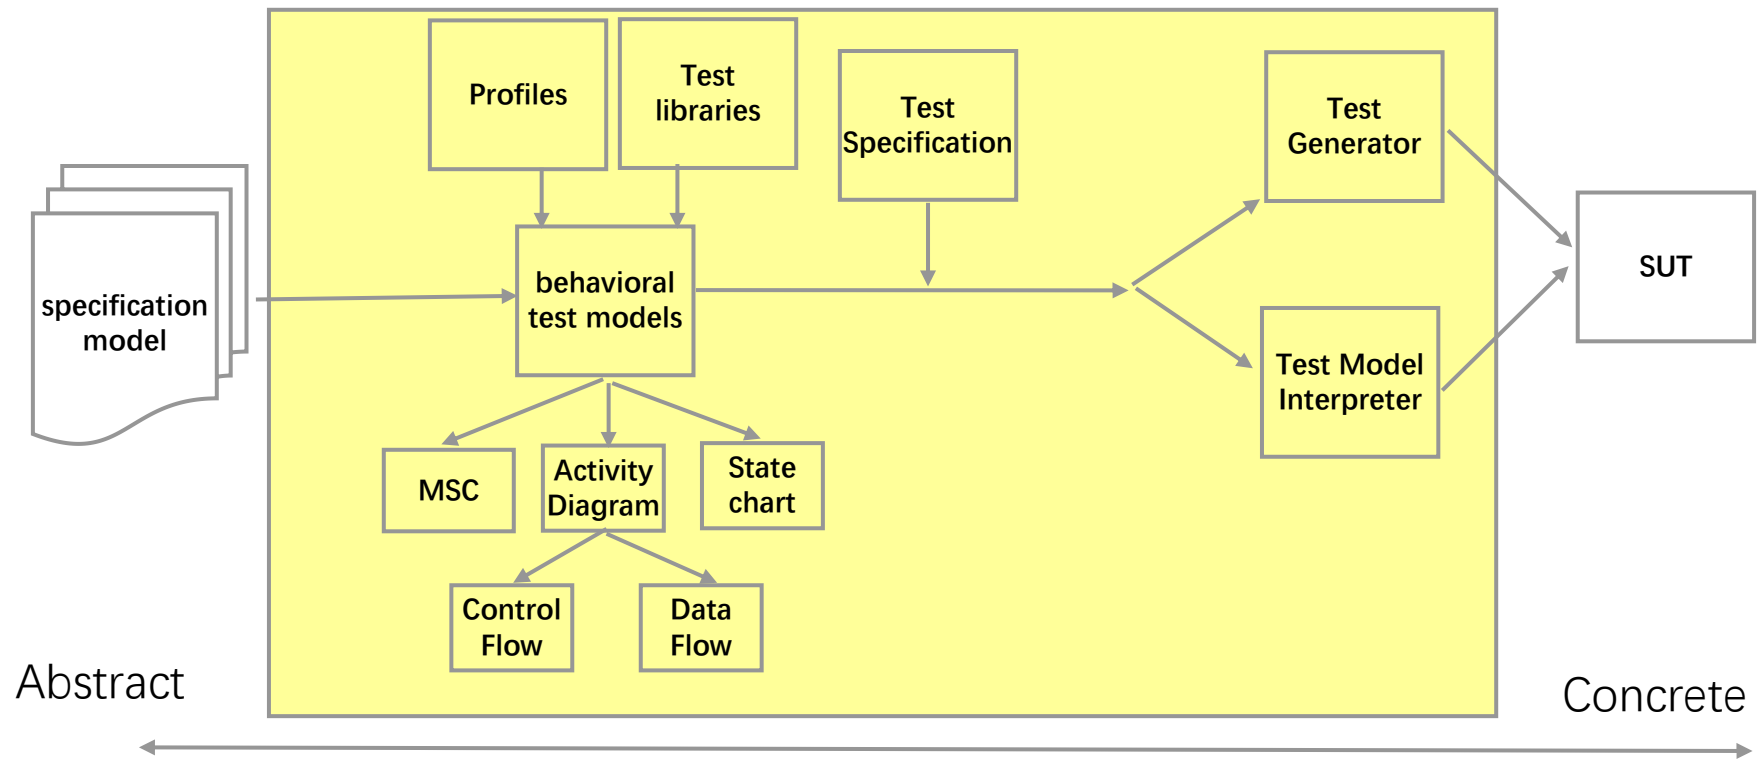 Profiles
Test
libraries
Test
Specification
Test
Generator
specification
model
behavioral
test models
SUT
Test Model
Interpreter
MSC
Activity
Diagram
State
chart
Control
Flow
Data
Flow
Abstract
Concrete